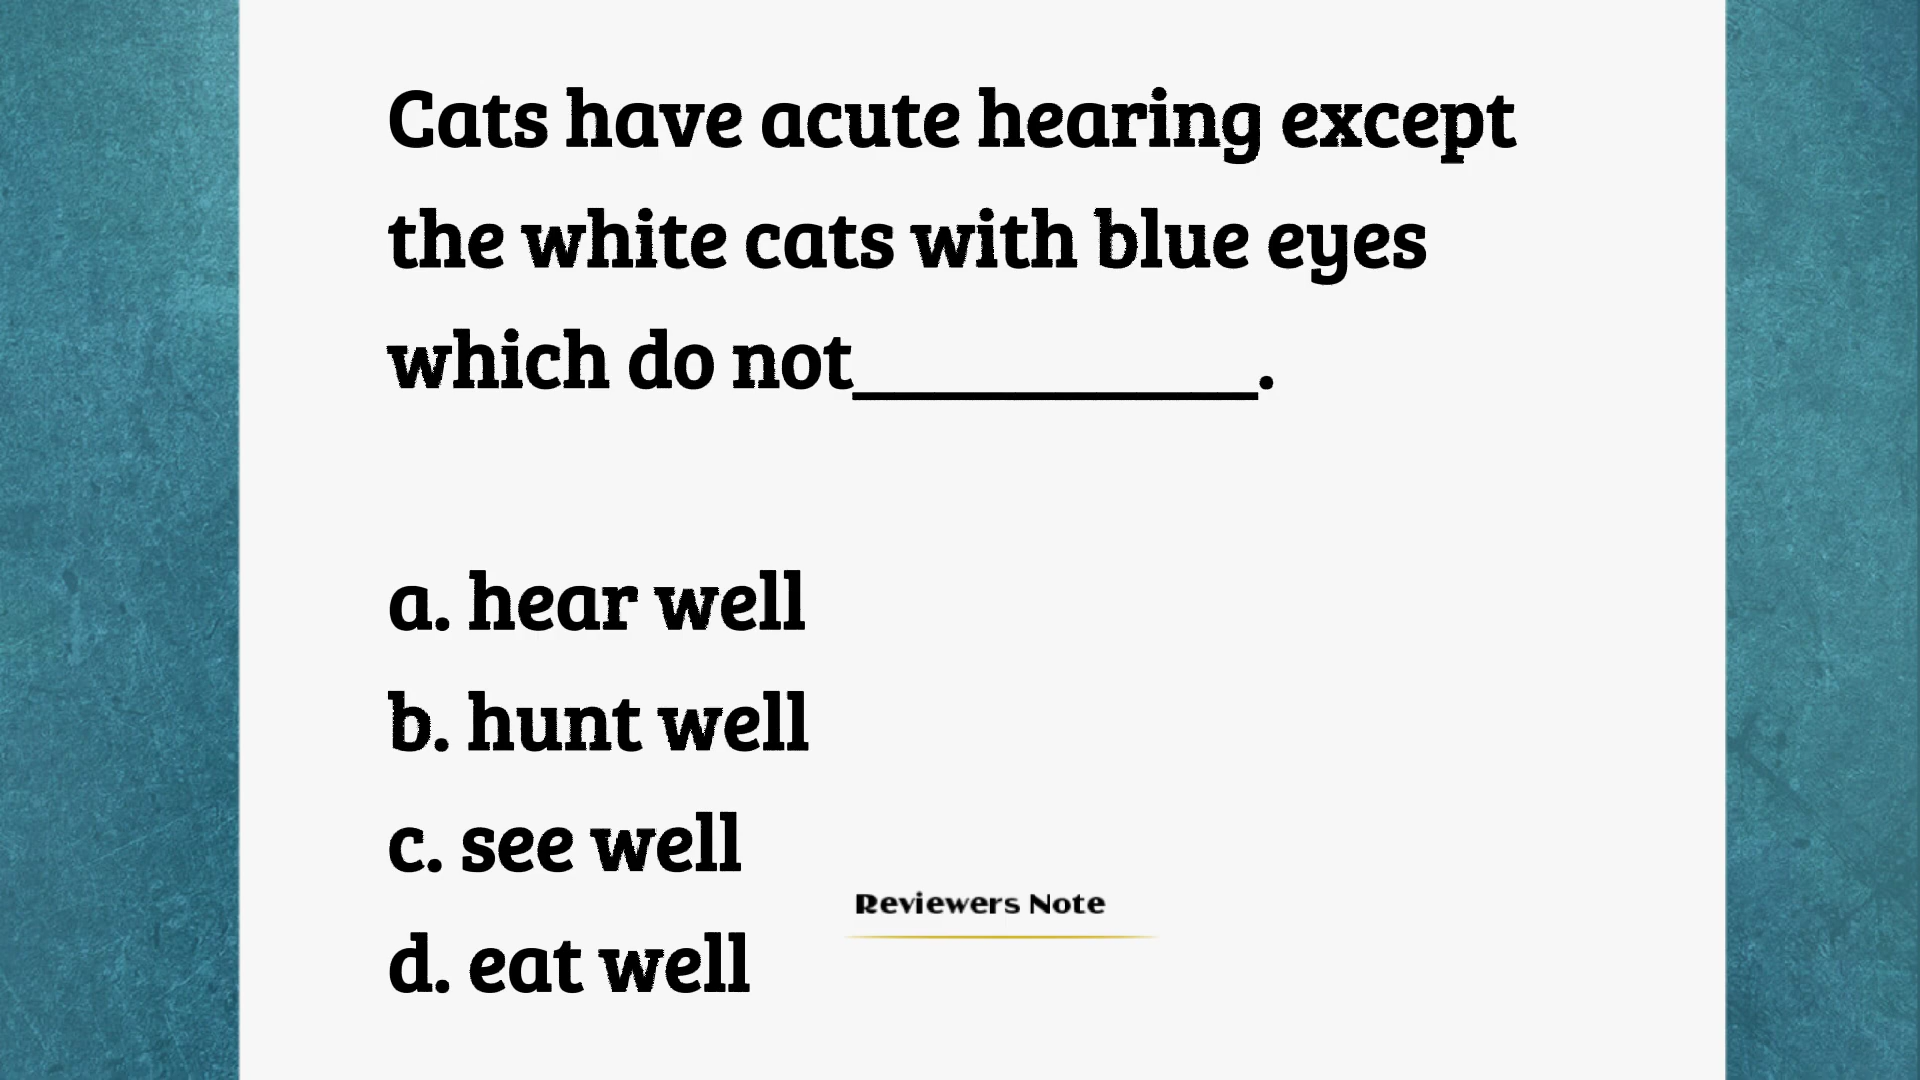 Cats have acute hearing except
the white cats with blue eyes
which do not__________.
a. hear well
b. hunt well
c. see well
Reviewers Note
d. eat well